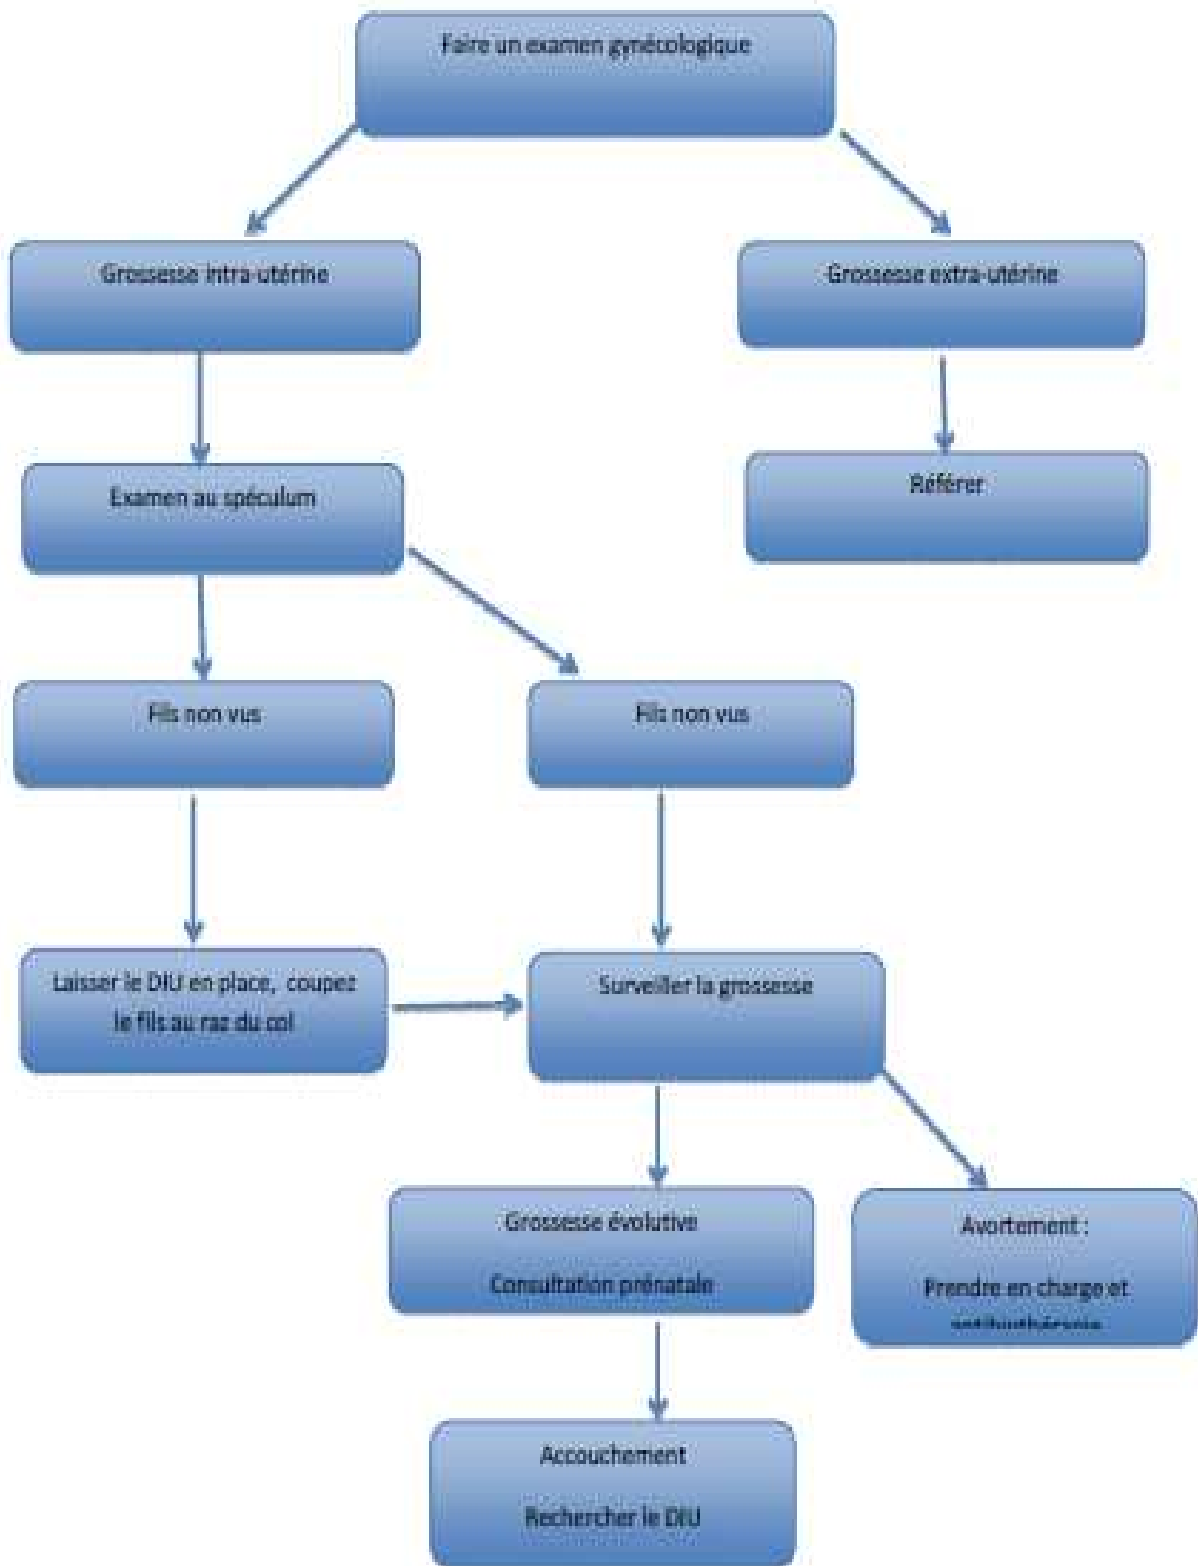 Faire un examen gynécologique
Grossesse intra-utérine
Grossesse extra-utérine
Examen au spéculum
Référer
Fils non vus
Fils non vus
Laisser le DIU en place, coupez
le fils au raz du col
Surveiller la grossesse
Grossesse évolutive
Consultation prénatale
Avortement :
Prendre en charge et
Accouchement
Rechercher le DIU